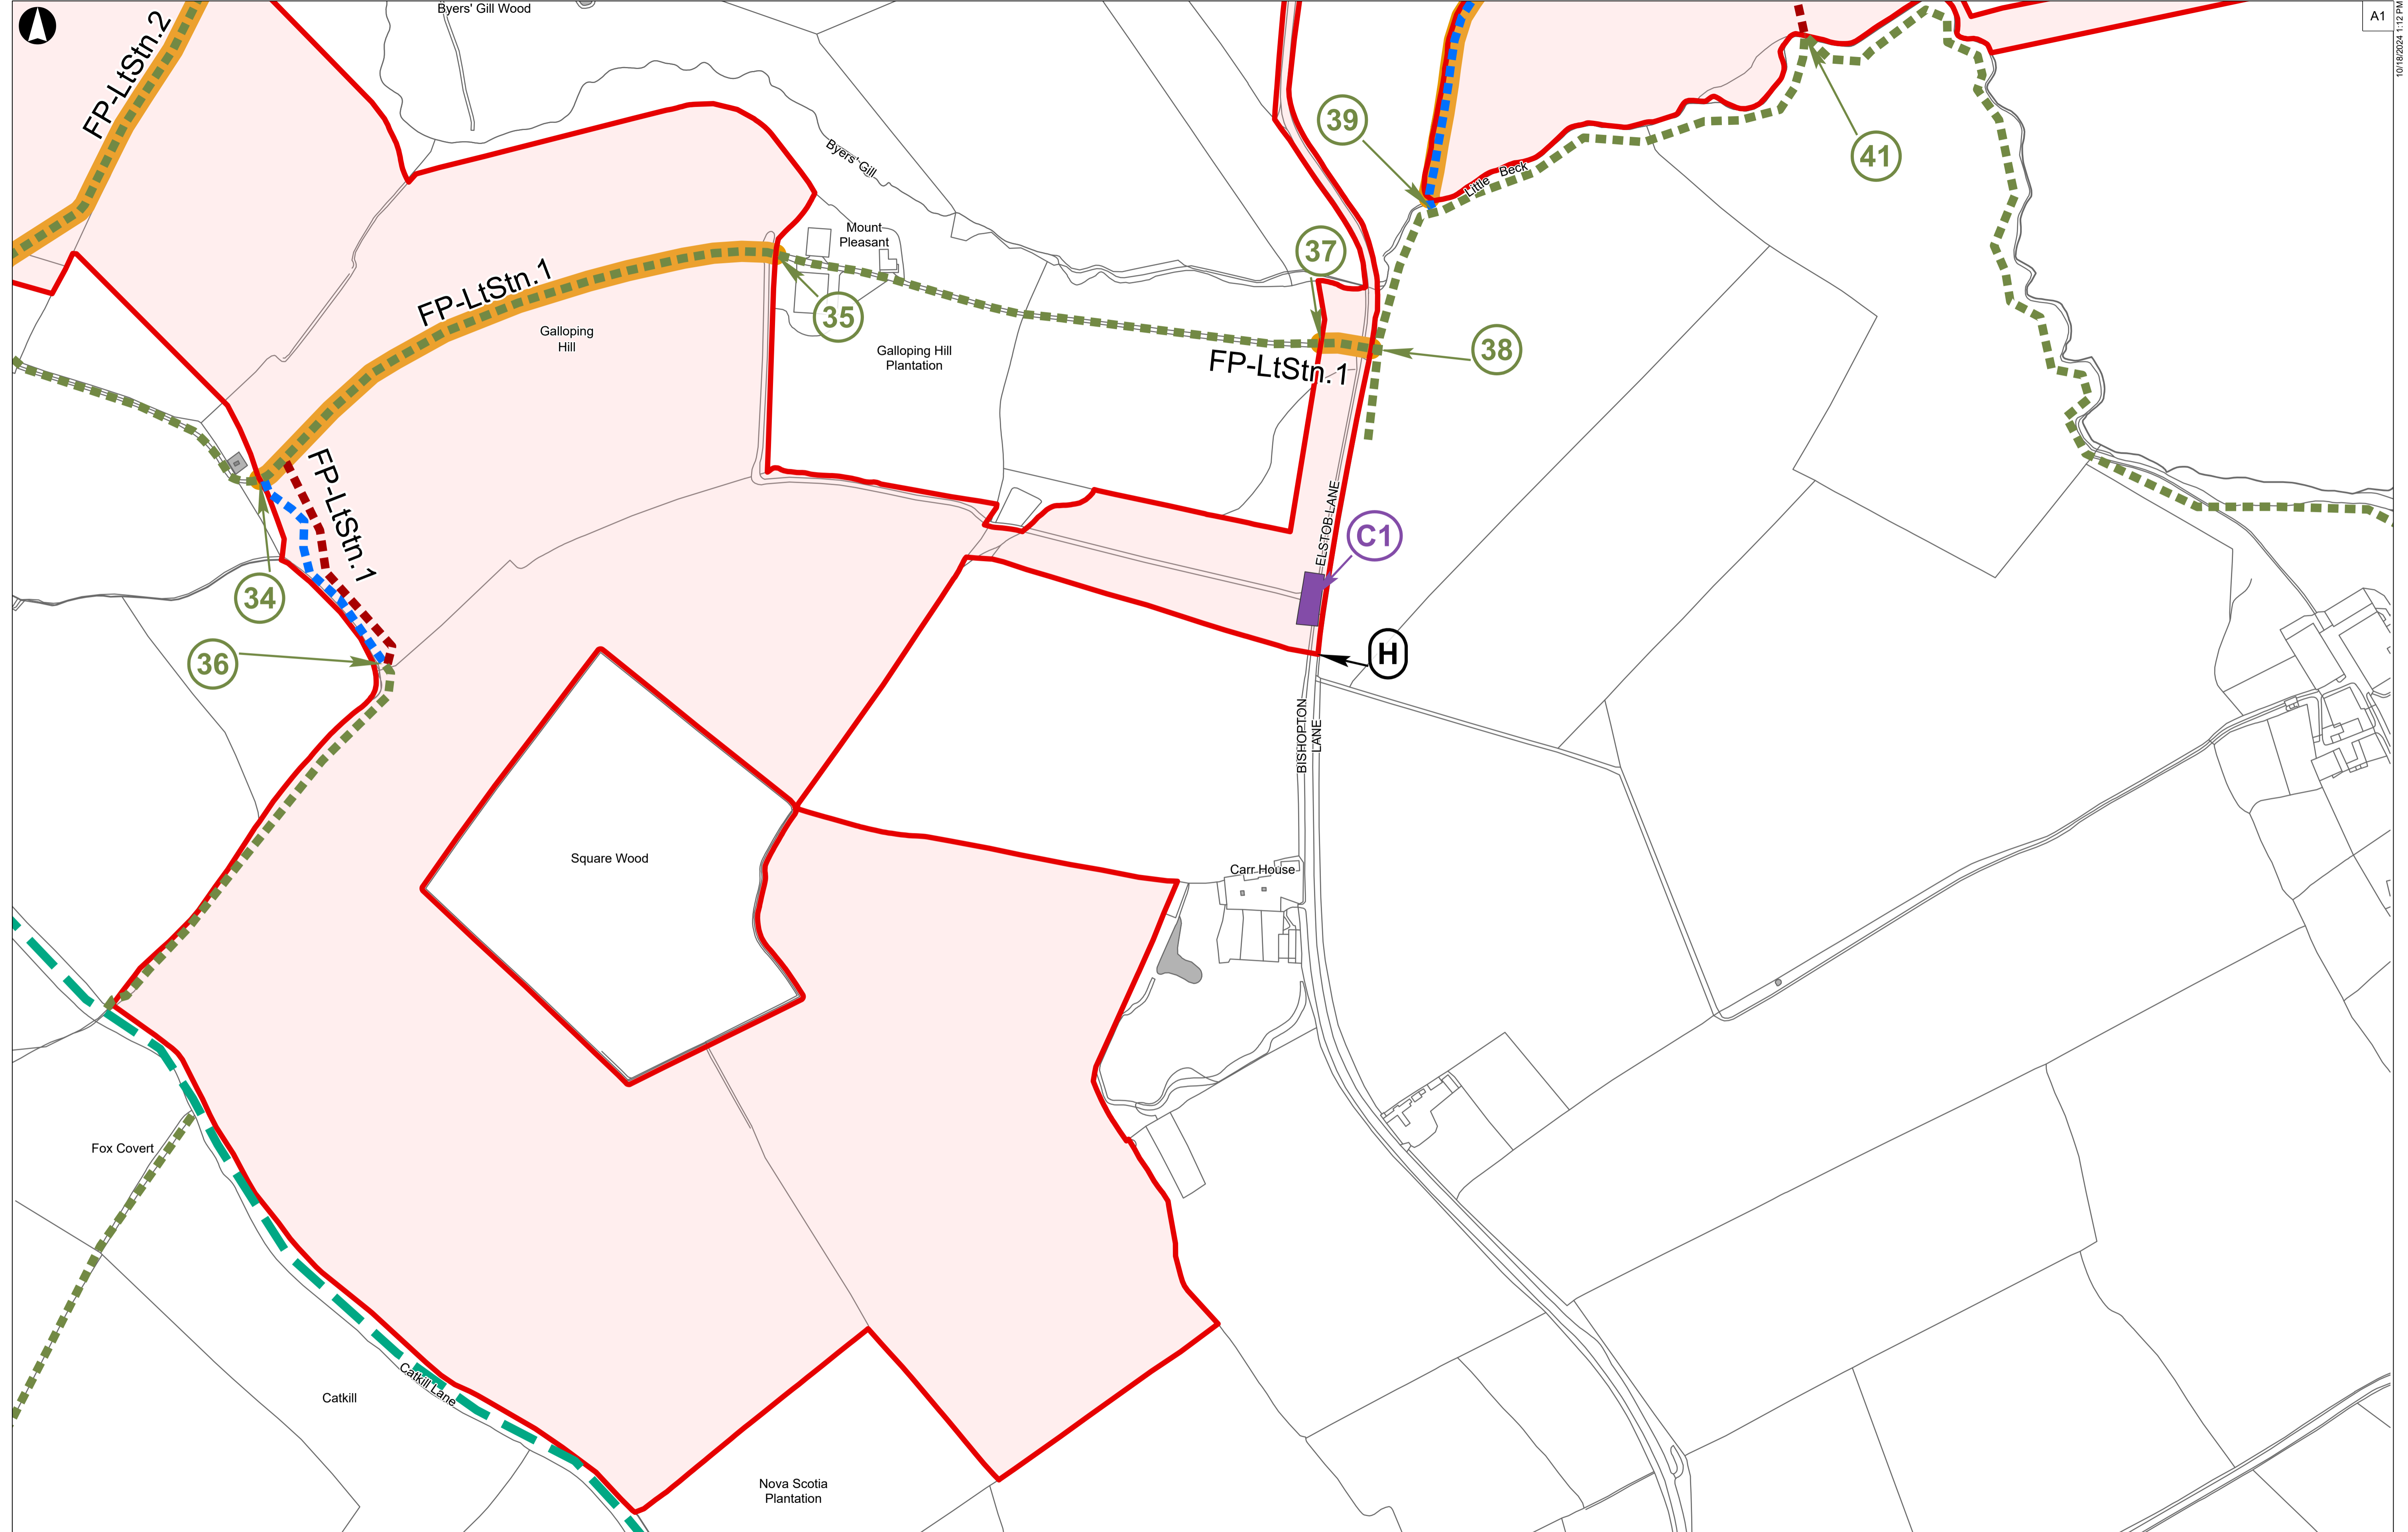 Byers' Gill Wood
A1
10/18/2024 1:12 PM
FP-LtStn.2
39
41
Byers' Gill
Little Beck
Mount
Pleasant
37
FP-LtStn.1
35
Galloping
Hill
Galloping Hill
Plantation
FP-LtStn.1
38
FP-LtStn.1
ELSTOB LANE
C1
34
36
H
BISHOPTON
LANE
Square Wood
Carr House
Fox Covert
Catkill Lane
Catkill
Nova Scotia
Plantation